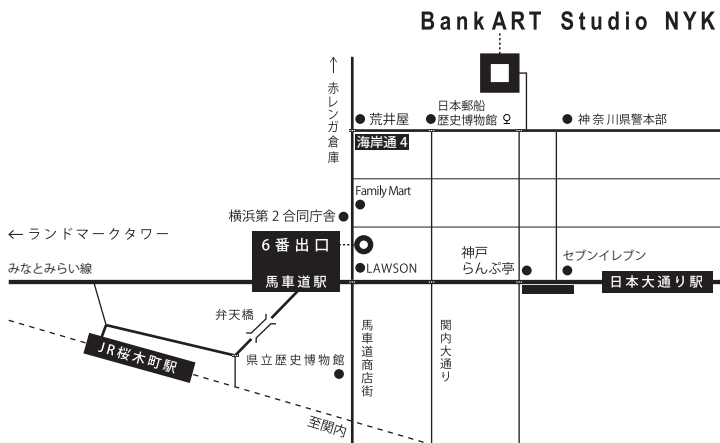 BankART Studio NYK
赤レンガ倉庫
荒井屋
日本郵船
歴史博物館
神奈川県警本部
海岸通4
Family Mart
横浜第2合同庁舎
ランドマークタワー
6番出口
みなとみらい線
馬車道駅
LAWSON
神戸
らんぷ亭
セブンイレブン
日本大通り駅
弁天橋
JR桜木町駅
県立歴史博物館
馬車道商店街
関内大通り
至関内